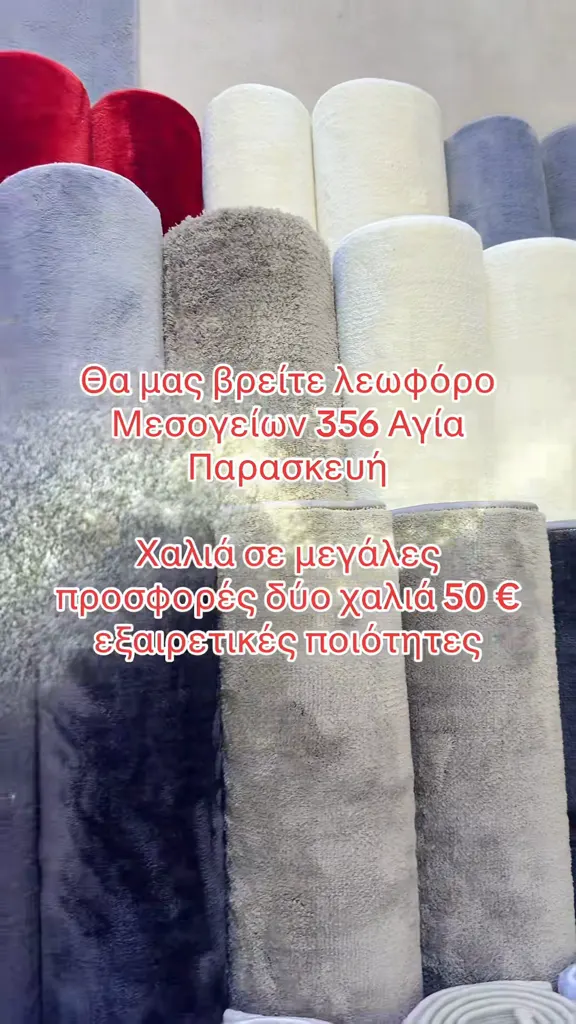 Θα μας βρείτε λεωφόρο
Μεσογείων 356 Αγία
Παρασκευή
Χαλιά σε μεγάλες
προσφορές δύο χαλιά 50 €
εξαιρετικές ποιότητες